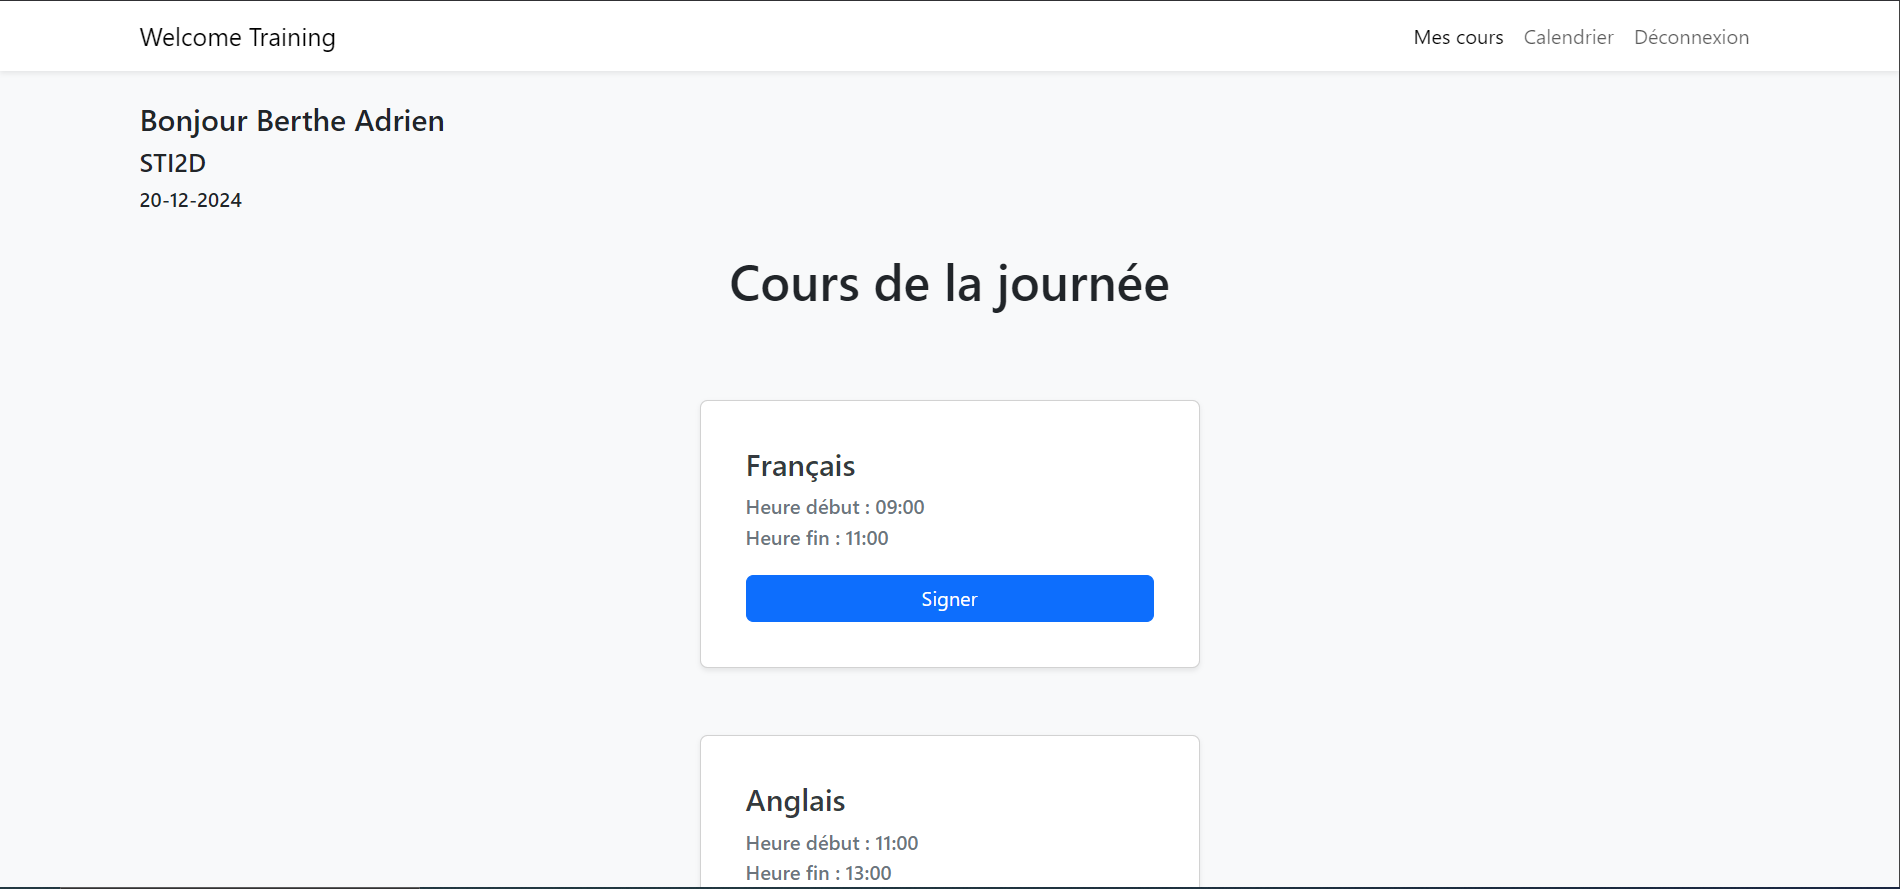 Welcome Training
Mes cours Calendrier Déconnexion
Bonjour Berthe Adrien
STI2D
20-12-2024
Cours de la journée
Français
Heure début : 09:00
Heure fin : 11:00
Signer
Anglais
Heure début : 11:00
Heure fin : 13:00